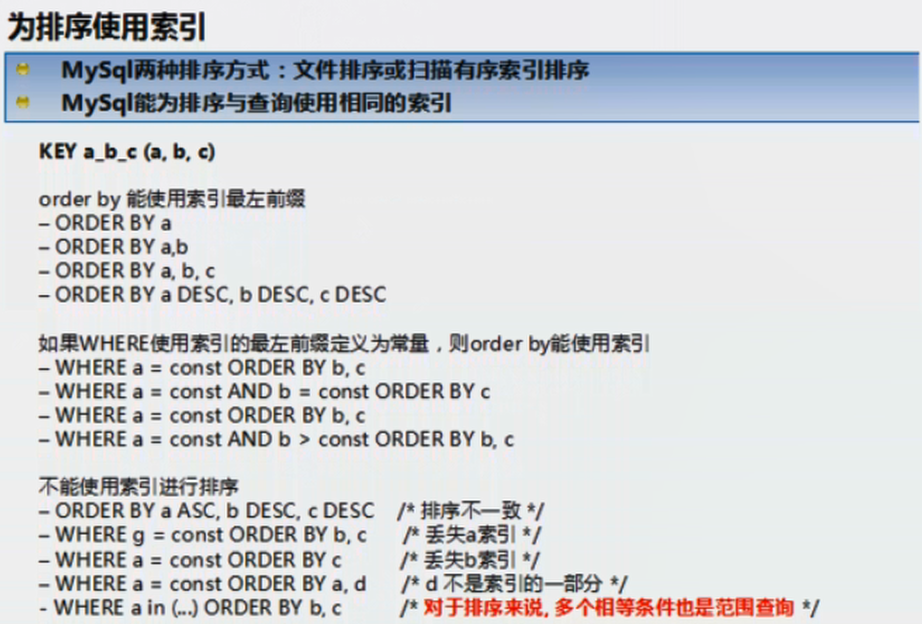 为排序使用索引
MySql两种排序方式：文件排序或扫描有序索引排序
MySql能为排序与查询使用相同的索引
KEY a_b_c (a, b, c)
order by 能使用索引最左前缀
– ORDER BY a
– ORDER BY a,b
– ORDER BY a, b, c
– ORDER BY a DESC, b DESC, c DESC
如果WHERE使用索引的最左前缀定义为常量，则order by能使用索引
– WHERE a = const ORDER BY b, c
– WHERE a = const AND b = const ORDER BY c
– WHERE a = const ORDER BY b, c
– WHERE a = const AND b > const ORDER BY b, c
不能使用索引进行排序
– ORDER BY a ASC, b DESC, c DESC /* 排序不一致 */
– WHERE g = const ORDER BY b, c /* 丢失a索引 */
– WHERE a = const ORDER BY c /* 丢失b索引 */
– WHERE a = const ORDER BY a, d /* d 不是索引的一部分 */
- WHERE a in (...) ORDER BY b, c /* 对于排序来说, 多个相等条件也是范围查询 */